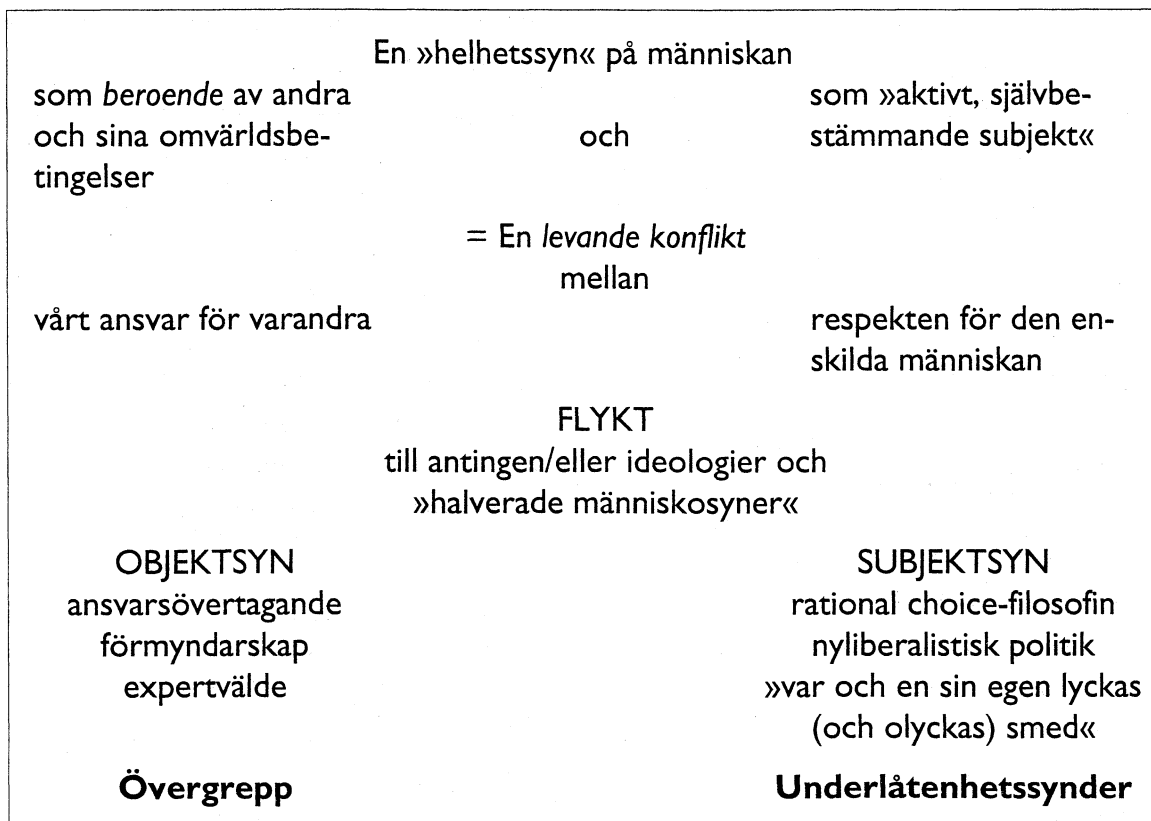 En »helhetssyn« på människan
som beroende av andra
och sina omvärldsbe-
tingelser
och
som »aktivt, självbe-
stämmande subjekt«
= En levande konflikt
mellan
vårt ansvar för varandra
respekten för den en-
skilda människan
FLYKT
till antingen/eller ideologier och
»halverade människosyner«
OBJEKTSYN
ansvarsövertagande
förmyndarskap
expertvälde
Övergrepp
SUBJEKTSYN
rational choice-filosofin
nyliberalistisk politik
»var och en sin egen lyckas
(och olyckas) smed«
Underlåtenhetssynder